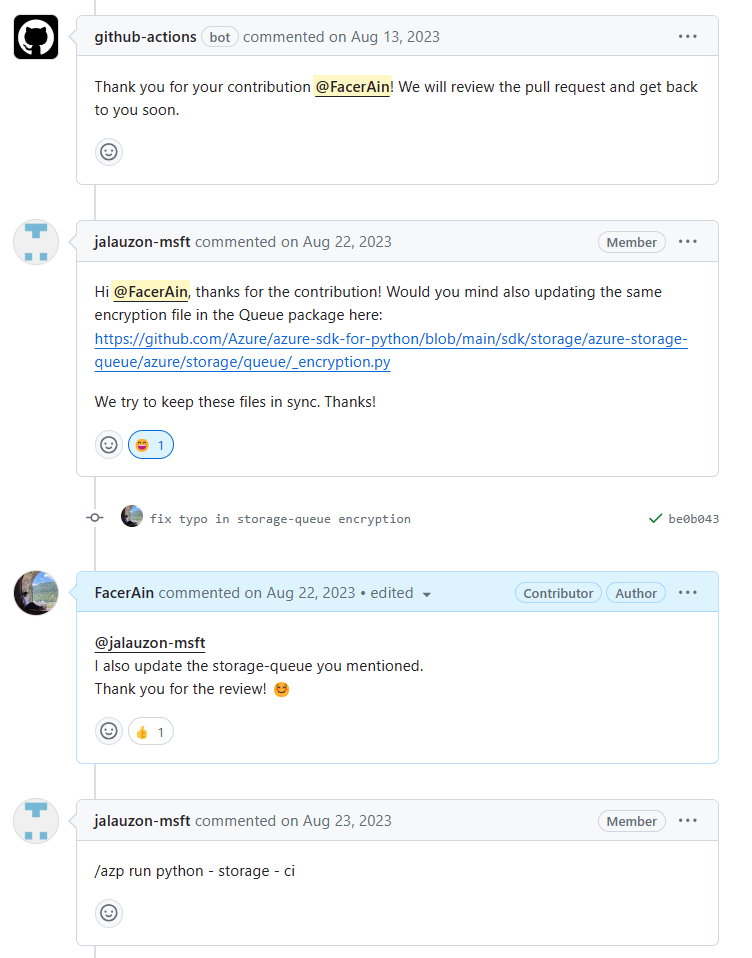 github-actions bot commented on Aug 13, 2023
Thank you for your contribution @FacerAin! We will review the pull request and get back
to you soon.
jalauzon-msft commented on Aug 22, 2023 Member
Hi @FacerAin, thanks for the contribution! Would you mind also updating the same
encryption file in the Queue package here:
https://github.com/Azure/azure-sdk-for-python/blob/main/sdk/storage/azure-storage-
queue/azure/storage/queue/_encryption.py
We try to keep these files in sync. Thanks!
1
fix typo in storage-queue encryption be0b043
FacerAin commented on Aug 22, 2023 • edited Contributor Author
@jalauzon-msft
I also update the storage-queue you mentioned.
Thank you for the review! 😊
1
jalauzon-msft commented on Aug 23, 2023 Member
/azp run python - storage - ci